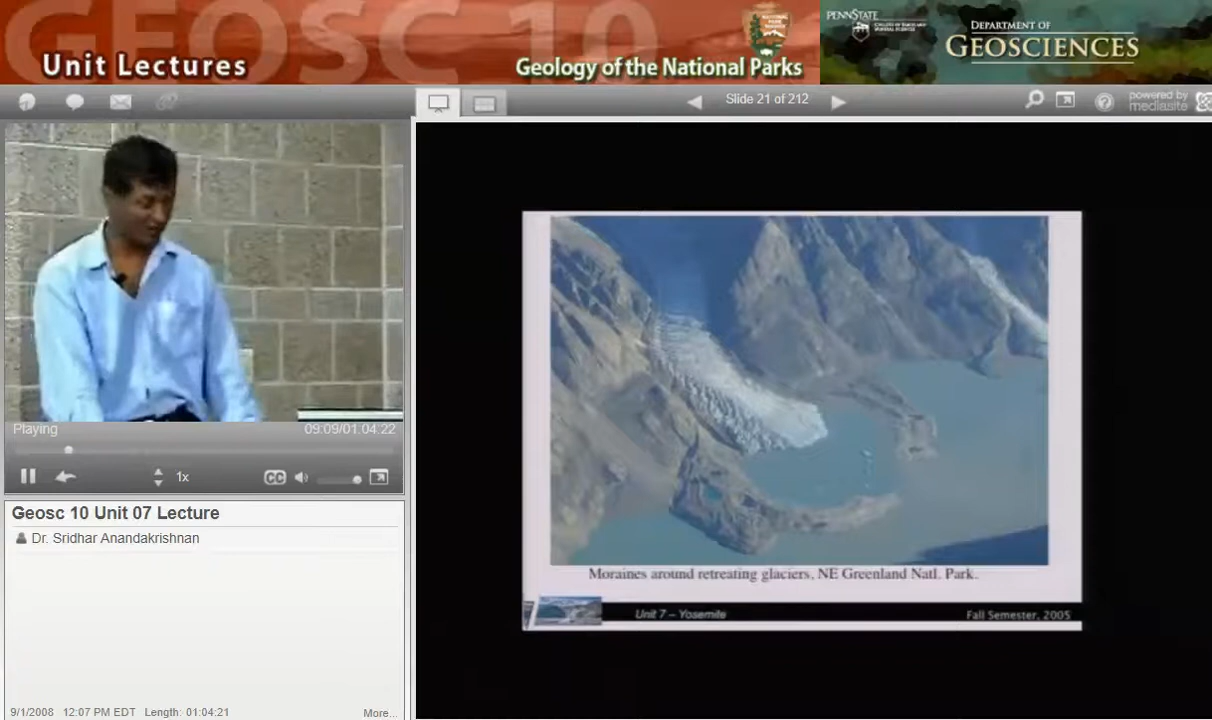 GEOSC 10
Unit Lectures
NATIONAL PARK SERVICE
Geology of the National Parks
PENNSTATE
DEPARTMENT OF
GEOSCIENCES
Slide 21 of 212
powered by
mediasite
Playing
09:09/01.04.22
1x
CC
Geosc 10 Unit 07 Lecture
Dr. Sridhar Anandakrishnan
Moraines around retreating glaciers, NE Greenland Natl. Park.
Unit 7 – Yosemite
Fall Semester, 2005
9/1/2008 12:07 PM EDT Length: 01:04:21
More...